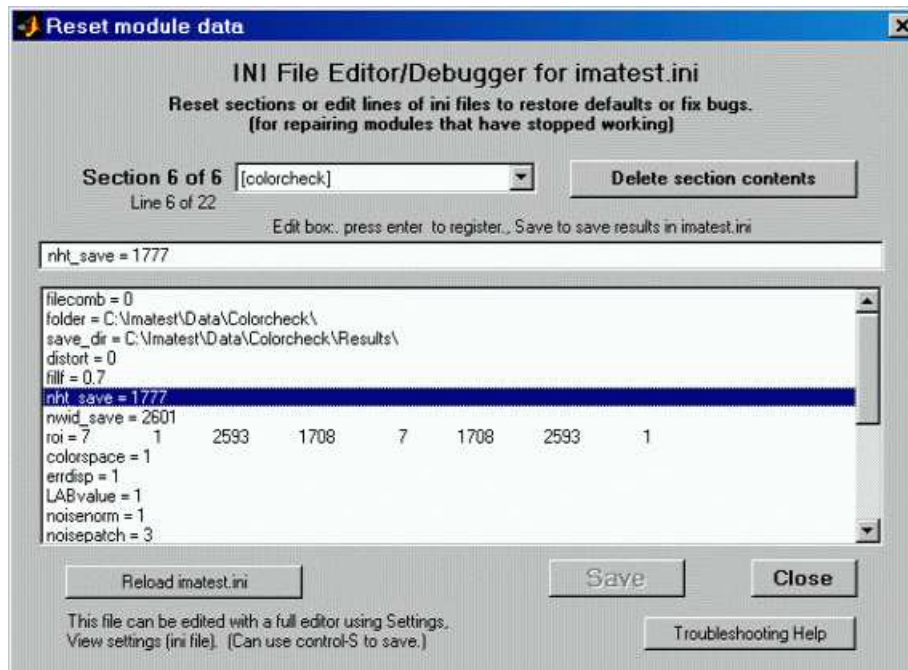 Reset module data
INI File Editor/Debugger for imatest.ini
Reset sections or edit lines of ini files to restore defaults or fix bugs.
(for repairing modules that have stopped working)
Section 6 of 6 [colorcheck] Delete section contents
Line 6 of 22
Edit box:. press enter to register., Save to save results in imatest.ini
nht_save = 1777
filecomb = 0
folder = C:\Imatest\Data\Colorcheck\
save_dir = C:\Imatest\Data\Colorcheck\Results\
distort = 0
fillf = 0.7
nht_save = 1777
nwid_save = 2601
roi = 7 1 2593 1708 7 1708 2593 1
colorspace = 1
errdisp = 1
LABvalue = 1
noisenorm = 1
noisepatch = 3
Reload imatest.ini Save Close
This file can be edited with a full editor using Settings,
View settings (ini file). (Can use control-S to save.)
Troubleshooting Help